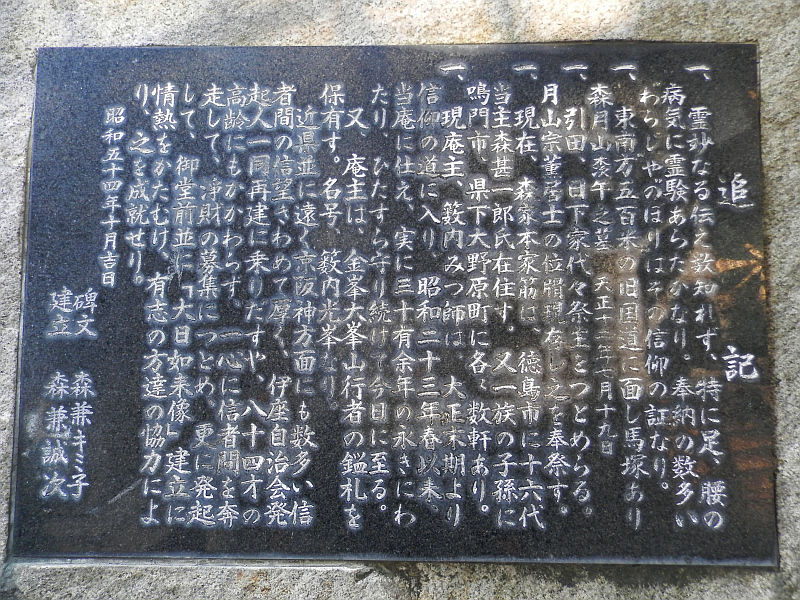 追記
一、霊妙なる伝え数知れず、特に足、腰の
病気に霊験あらたかなり。奉納の数多い
わらじやのぼりはその信仰の証なり。
一、東南方五百米の旧国道に面し馬塚あり
森月山秀午之墓 天正十二年七月十九日
一、引田、日下家代々祭主とつとめらる。
月山宗薫居士の位牌現存し之を奉祭す。
一、現在、森家本家筋は、徳島市に十六代
当主森甚一郎氏在住す。又一族の子孫に
鳴門市、県下大野原町に各々数軒あり。
一、現庵主、籔内みつ師は、大正末期より
信仰の道に入り、昭和二十三年春以来、
当庵に仕え、実に三十有余年の永きにわ
たり、ひたすら守り続けて今日に至る。
又、庵主は、金峯大峯山行者の鑑札を
保有す。名号 籔内光峯なり。
近県並に遠く京阪神方面にも数多い信
者間の信望きわめて厚く、伊座自治会発
起人一同再建に乗りだすや、八十四才の
高齢にもかかわらず、一心に信者間を奔
走して、浄財の募集につとめ、更に発起
して、御堂前並に「大日如来像」建立に
情熱をかたむけ、有志の方達の協力によ
り、之を成就せり。
昭和五十四年十月吉日
碑文 森兼キミ子
建立 森兼誠次